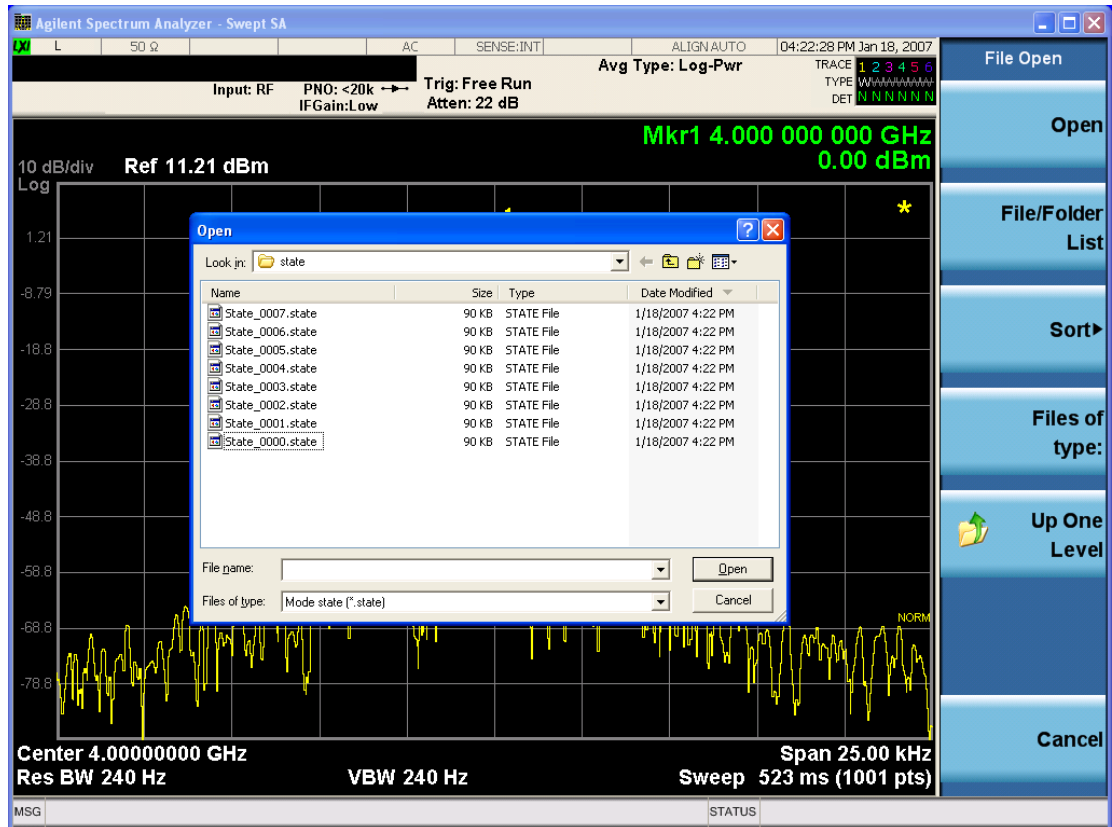 Agilent Spectrum Analyzer - Swept SA
LXI L 50 Ω AC SENSE:INT ALIGN AUTO 04:22:28 PM Jan 18, 2007
Input: RF PNO: <20k IFGain:Low Trig: Free Run Atten: 22 dB Avg Type: Log-Pwr
TRACE 1 2 3 4 5 6
TYPE WWWWWW
DET N N N N N N
Mkr1 4.000 000 000 GHz
0.00 dBm
10 dB/div Ref 11.21 dBm
Log
1.21
-8.79
-18.8
-28.8
-38.8
-48.8
-58.8
-68.8
-78.8
1
*
NORM
Open
Look in: state
Name Size Type Date Modified
State_0007.state 90 KB STATE File 1/18/2007 4:22 PM
State_0006.state 90 KB STATE File 1/18/2007 4:22 PM
State_0005.state 90 KB STATE File 1/18/2007 4:22 PM
State_0004.state 90 KB STATE File 1/18/2007 4:22 PM
State_0003.state 90 KB STATE File 1/18/2007 4:22 PM
State_0002.state 90 KB STATE File 1/18/2007 4:22 PM
State_0001.state 90 KB STATE File 1/18/2007 4:22 PM
State_0000.state 90 KB STATE File 1/18/2007 4:22 PM
File name: Open
Files of type: Mode state (*.state) Cancel
Center 4.00000000 GHz Span 25.00 kHz
Res BW 240 Hz VBW 240 Hz Sweep 523 ms (1001 pts)
MSG STATUS
File Open
Open
File/Folder
List
Sort
Files of
type:
Up One
Level
Cancel